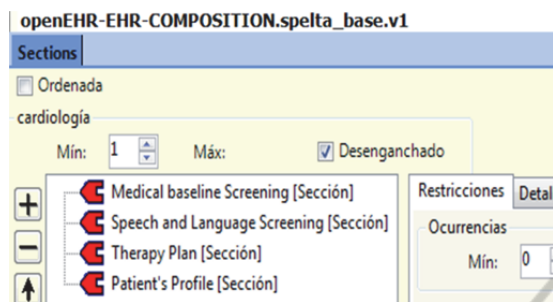 openEHR-EHR-COMPOSITION.spelta_base.v1
Sections
Ordenada
cardiología
Mín: 1 Máx: Desenganchado
Medical baseline Screening [Sección]
Speech and Language Screening [Sección]
Therapy Plan [Sección]
Patient's Profile [Sección]
Restricciones Detal
Ocurrencias
Mín: 0